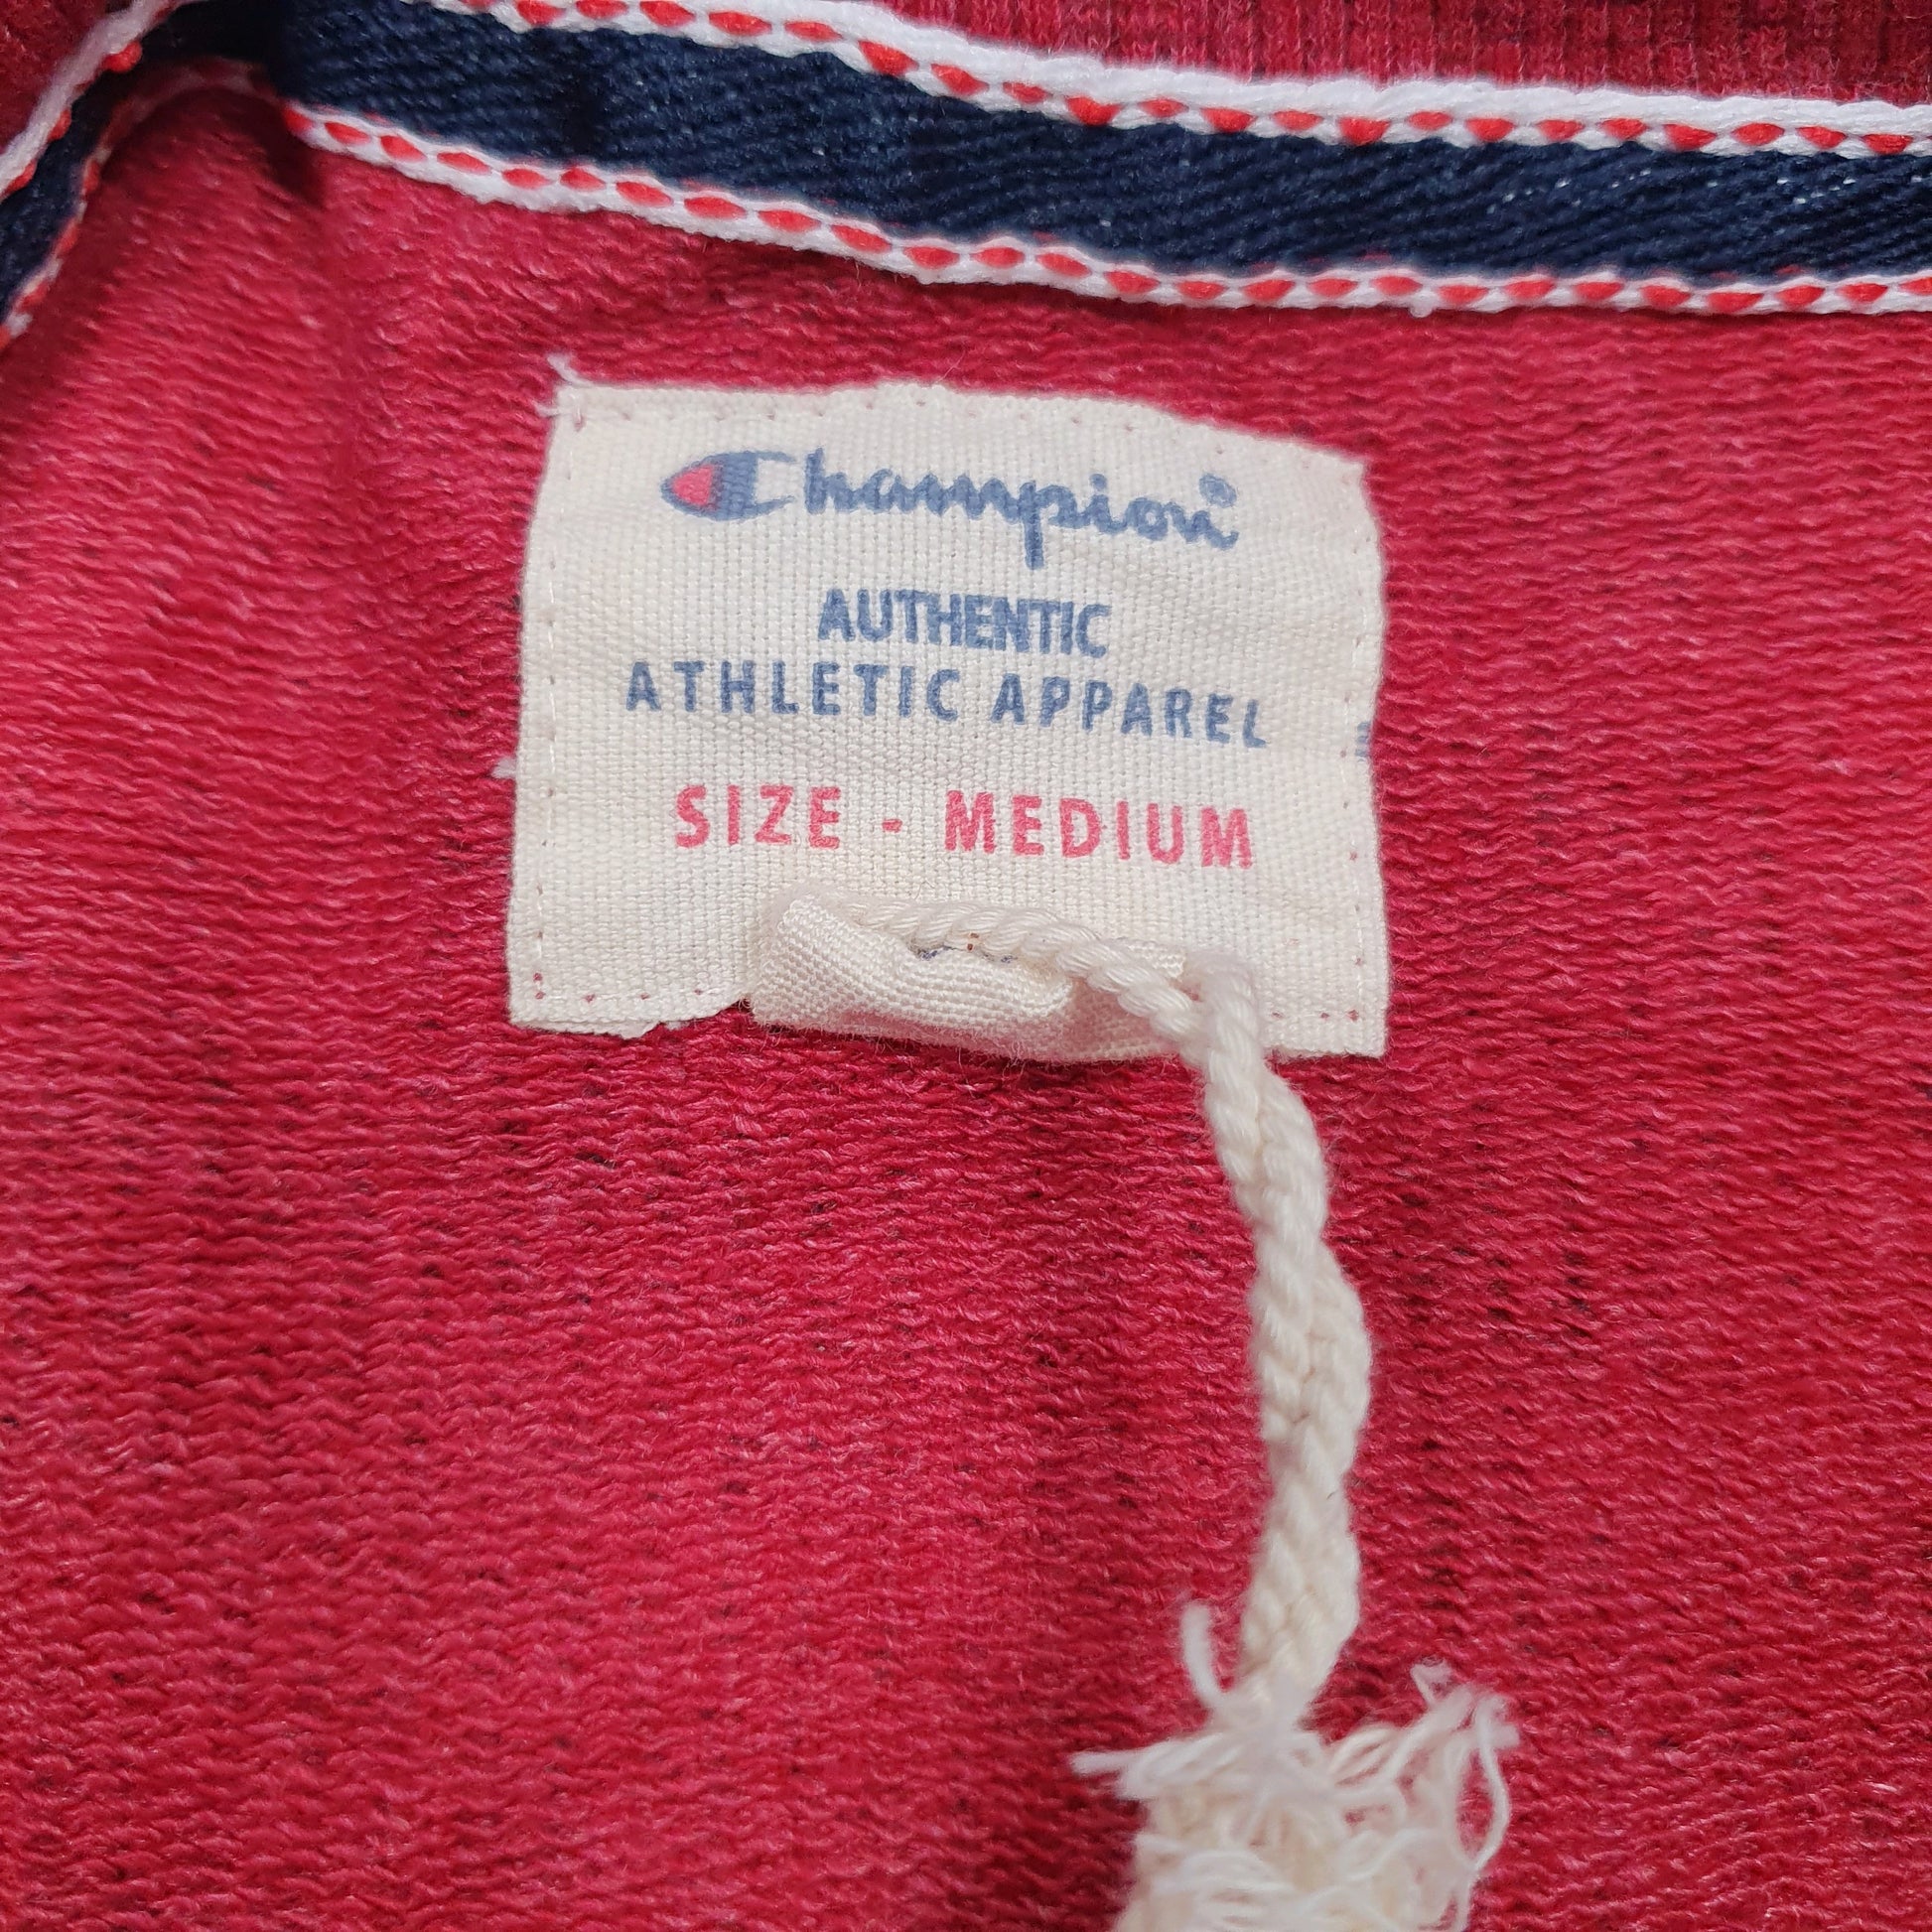 Champion®
AUTHENTIC
ATHLETIC APPAREL
SIZE - MEDIUM